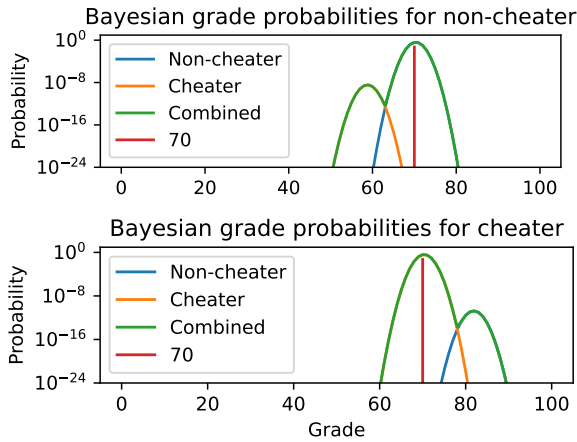 Bayesian grade probabilities for non-cheater
Probability
10^0
10^-8
10^-16
10^-24
Non-cheater
Cheater
Combined
70
0 20 40 60 80 100
Bayesian grade probabilities for cheater
Probability
10^0
10^-8
10^-16
10^-24
Non-cheater
Cheater
Combined
70
0 20 40 60 80 100
Grade